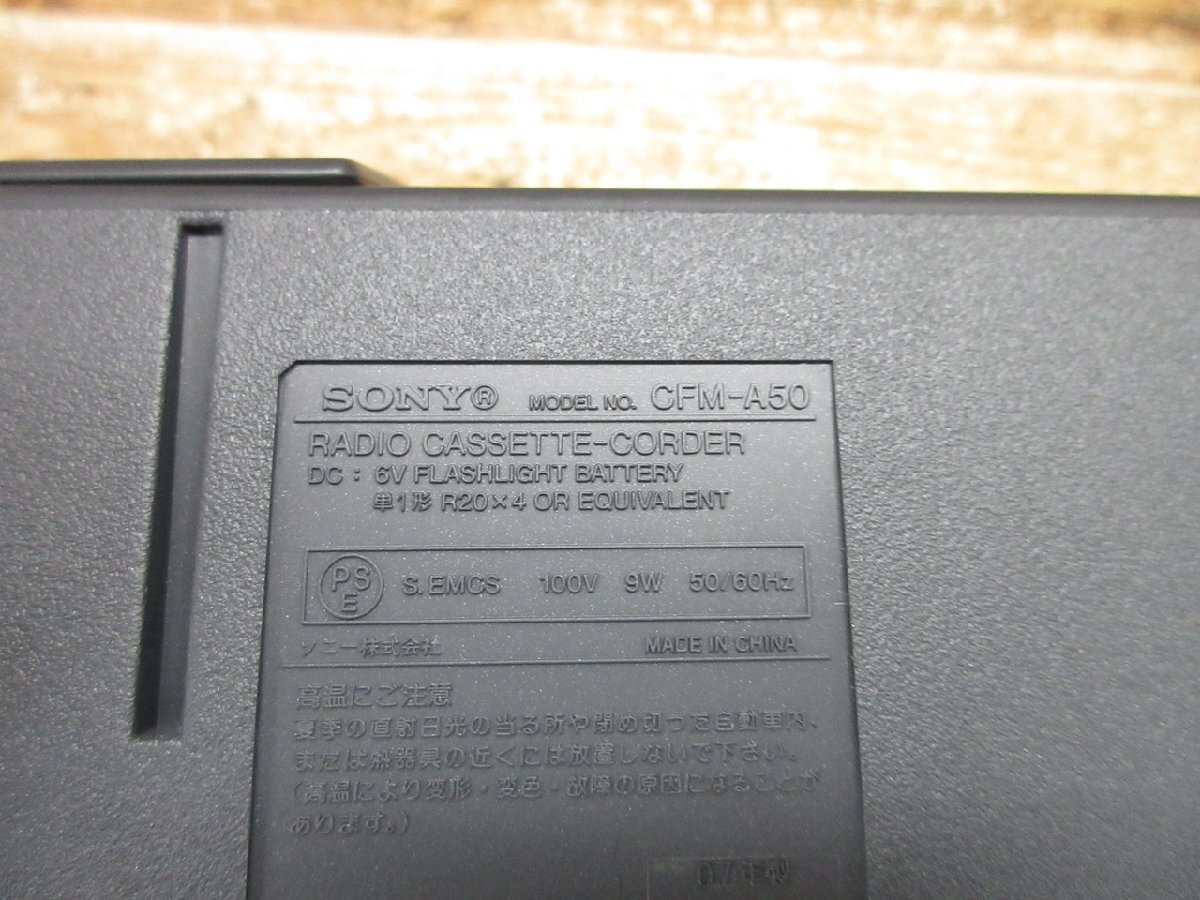 SONY® MODEL NO. CFM-A50
RADIO CASSETTE-CORDER
DC : 6V FLASHLIGHT BATTERY
単1形 R20×4 OR EQUIVALENT
PSE S. EMCS 100V 9W 50/60Hz
ソニー株式会社 MADE IN CHINA
高温にご注意
夏季の直射日光の当る所や閉め切った自動車内、
または熱器具の近くには放置しないで下さい。
(高温により変形・変色・故障の原因になることが
あります。)
07年製